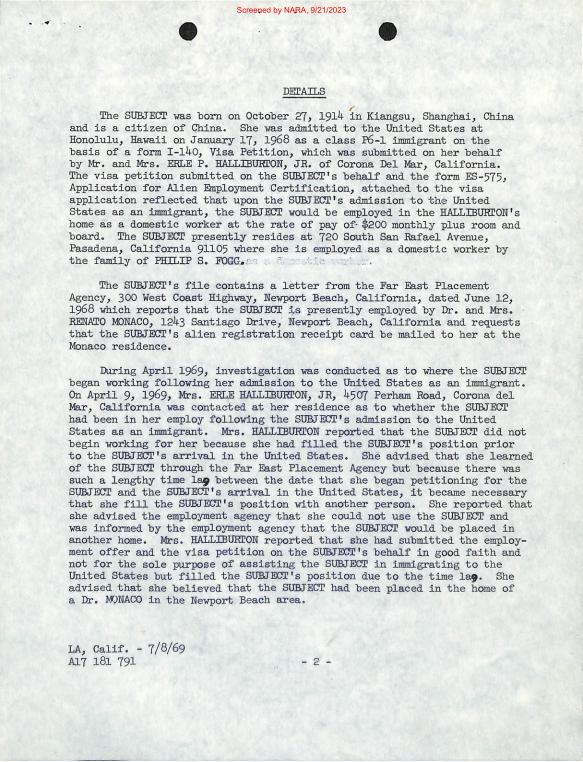 Screened by NARA, 9/21/2023
DETAILS
The SUBJECT was born on October 27, 1914 in Kiangsu, Shanghai, China
and is a citizen of China. She was admitted to the United States at
Honolulu, Hawaii on January 17, 1968 as a class P6-1 immigrant on the
basis of a form I-140, Visa Petition, which was submitted on her behalf
by Mr. and Mrs. ERLE P. HALLIBURTON, JR. of Corona Del Mar, California.
The visa petition submitted on the SUBJECT's behalf and the form ES-575,
Application for Alien Employment Certification, attached to the visa
application reflected that upon the SUBJECT's admission to the United
States as an immigrant, the SUBJECT would be employed in the HALLIBURTON's
home as a domestic worker at the rate of pay of $200 monthly plus room and
board. The SUBJECT presently resides at 720 South San Rafael Avenue,
Pasadena, California 91105 where she is employed as a domestic worker by
the family of PHILIP S. FOGG. as a domestic worker.
The SUBJECT's file contains a letter from the Far East Placement
Agency, 300 West Coast Highway, Newport Beach, California, dated June 12,
1968 which reports that the SUBJECT is presently employed by Dr. and Mrs.
RENATO MONACO, 1243 Santiago Drive, Newport Beach, California and requests
that the SUBJECT's alien registration receipt card be mailed to her at the
Monaco residence.
During April 1969, investigation was conducted as to where the SUBJECT
began working following her admission to the United States as an immigrant.
On April 9, 1969, Mrs. ERLE HALLIBURTON, JR, 4507 Perham Road, Corona del
Mar, California was contacted at her residence as to whether the SUBJECT
had been in her employ following the SUBJECT's admission to the United
States as an immigrant. Mrs. HALLIBURTON reported that the SUBJECT did not
begin working for her because she had filled the SUBJECT's position prior
to the SUBJECT's arrival in the United States. She advised that she learned
of the SUBJECT through the Far East Placement Agency but because there was
such a lengthy time lag between the date that she began petitioning for the
SUBJECT and the SUBJECT's arrival in the United States, it became necessary
that she fill the SUBJECT's position with another person. She reported that
she advised the employment agency that she could not use the SUBJECT and
was informed by the employment agency that the SUBJECT would be placed in
another home. Mrs. HALLIBURTON reported that she had submitted the employ-
ment offer and the visa petition on the SUBJECT's behalf in good faith and
not for the sole purpose of assisting the SUBJECT in immigrating to the
United States but filled the SUBJECT's position due to the time lag. She
advised that she believed that the SUBJECT had been placed in the home of
a Dr. MONACO in the Newport Beach area.
LA, Calif. - 7/8/69
A17 181 791 - 2 -